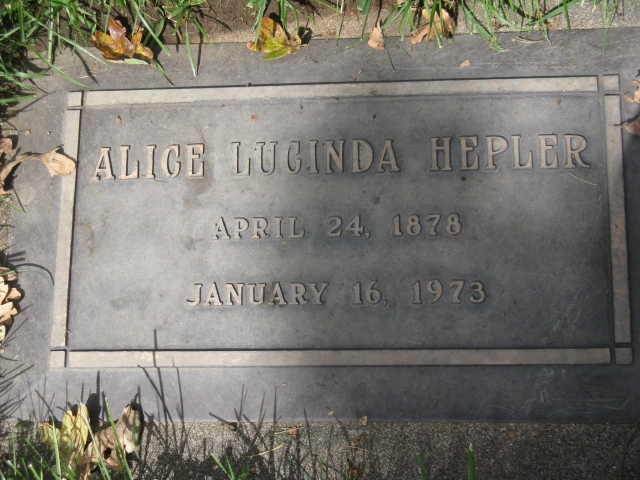 ALICE LUCINDA HEPLER
APRIL 24, 1878
JANUARY 16, 1973